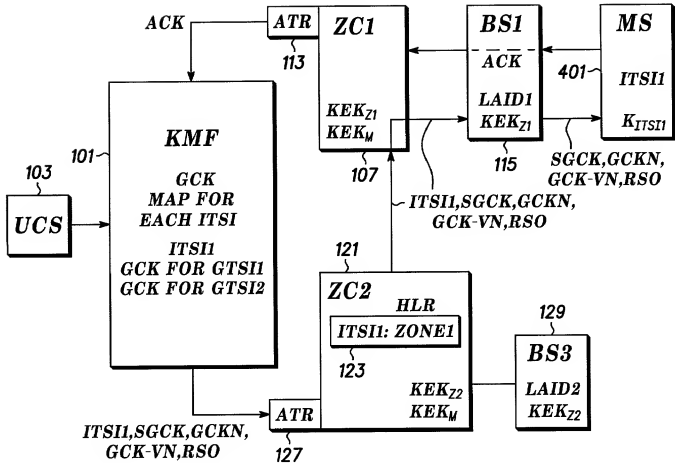 ACK
ATR
113
ZC1
KEKZ1
KEKM
107
BS1
ACK
LAID1
KEKZ1
115
MS
401
ITSI1
KITSI1
SGCK,GCKN,
GCK-VN,RSO
101
KMF
GCK
MAP FOR
EACH ITSI
ITSI1
GCK FOR GTSI1
GCK FOR GTSI2
103
UCS
ITSI1,SGCK,GCKN,
GCK-VN,RSO
121
ZC2
HLR
ITSI1: ZONE1
123
KEKZ2
KEKM
129
BS3
LAID2
KEKZ2
ATR
127
ITSI1,SGCK,GCKN,
GCK-VN,RSO